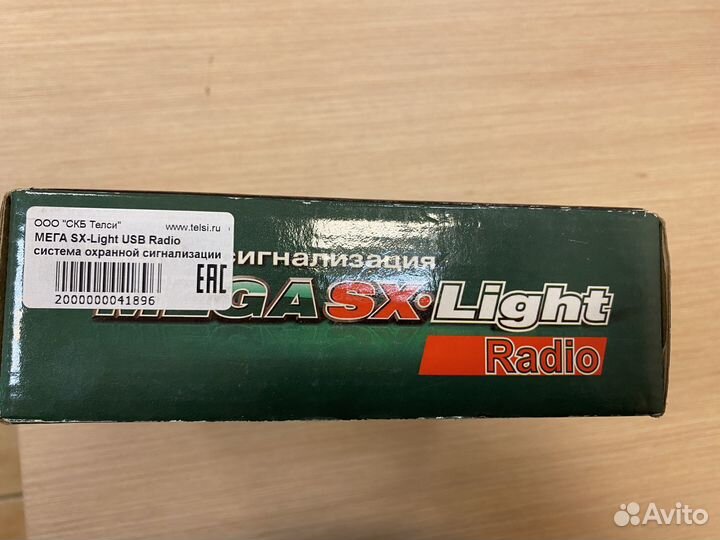 ООО "СКБ Телси" www.telsi.ru
МЕГА SX-Light USB Radio
система охранной сигнализации
EAC
2000000041896
сигнализация
MEGA SX·Light
Radio
Avito